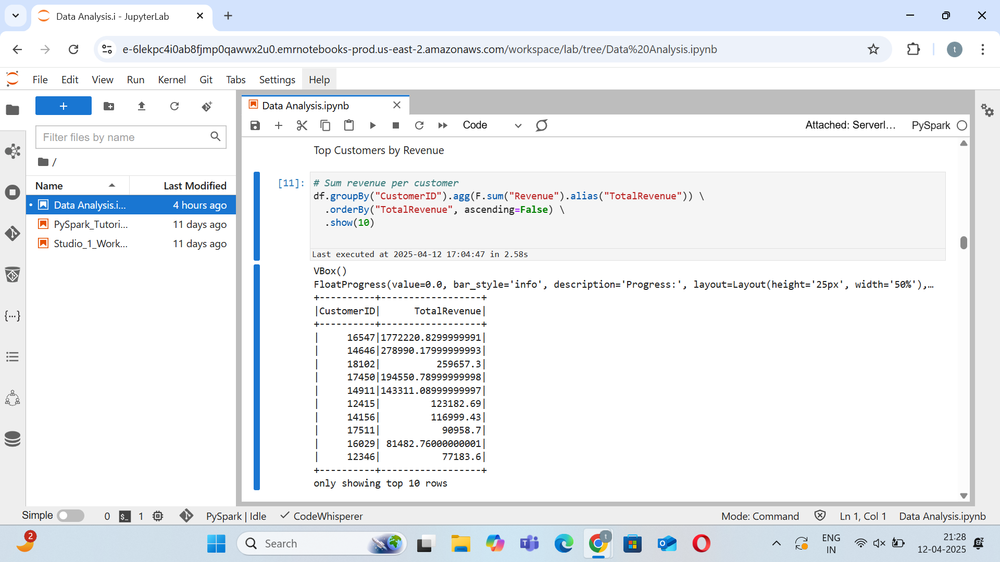 Data Analysis.i - JupyterLab
e-6lekpc4i0ab8fjmp0qawwx2u0.emrnotebooks-prod.us-east-2.amazonaws.com/workspace/lab/tree/Data%20Analysis.ipynb
t
File Edit View Run Kernel Git Tabs Settings Help
Filter files by name
/
Name Last Modified
Data Analysis.i... 4 hours ago
PySpark_Tutori... 11 days ago
Studio_1_Work... 11 days ago
Data Analysis.ipynb
Code
Attached: Serverl... PySpark
Top Customers by Revenue
[11]: # Sum revenue per customer
df.groupBy("CustomerID").agg(F.sum("Revenue").alias("TotalRevenue")) \
.orderBy("TotalRevenue", ascending=False) \
.show(10)
Last executed at 2025-04-12 17:04:47 in 2.58s
VBox()
FloatProgress(value=0.0, bar_style='info', description='Progress:', layout=Layout(height='25px', width='50%'),…
+----------+------------------+
|CustomerID|      TotalRevenue|
+----------+------------------+
|     16547|1772220.8299999991|
|     14646|278990.17999999993|
|     18102|          259657.3|
|     17450|194550.78999999998|
|     14911|143311.08999999997|
|     12415|         123182.69|
|     14156|         116999.43|
|     17511|           90958.7|
|     16029| 81482.76000000001|
|     12346|           77183.6|
+----------+------------------+
only showing top 10 rows
Simple 0 $_ 1 PySpark | Idle CodeWhisperer Mode: Command Ln 1, Col 1 Data Analysis.ipynb
2
Search
t
ENG
IN
21:28
12-04-2025